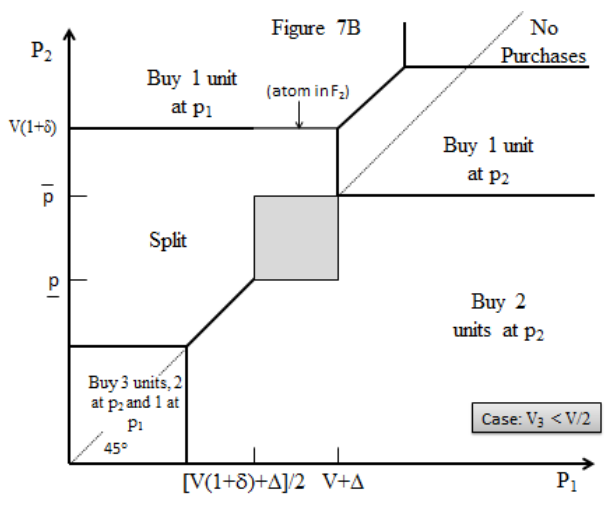 Figure 7B
No
Purchases
P₂
Buy 1 unit
at p₁
(atom in F₂)
V(1+δ)
Buy 1 unit
at p₂
p̅
Split
p̲
Buy 2
units at p₂
Buy 3 units, 2
at p₂ and 1 at
p₁
45°
Case: V₃ < V/2
[V(1+δ)+Δ]/2
V+Δ
P₁